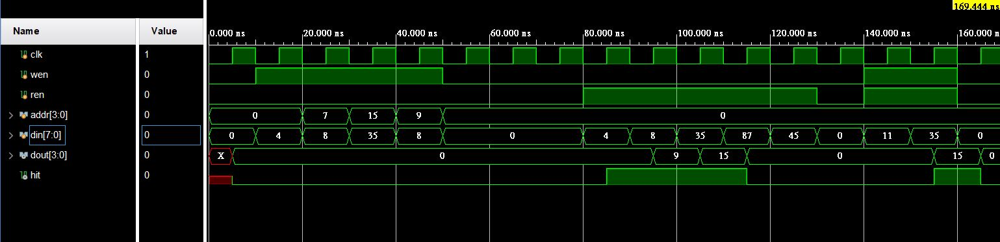 169.444 ns
Name Value
0.000 ns 20.000 ns 40.000 ns 60.000 ns 80.000 ns 100.000 ns 120.000 ns 140.000 ns 160.000
clk 1
wen 0
ren 0
addr[3:0] 0 0 7 15 9 0
din[7:0] 0 0 4 8 35 8 0 4 8 35 87 45 0 11 35 0
dout[3:0] 0 X 0 9 15 0 15 0
hit 0